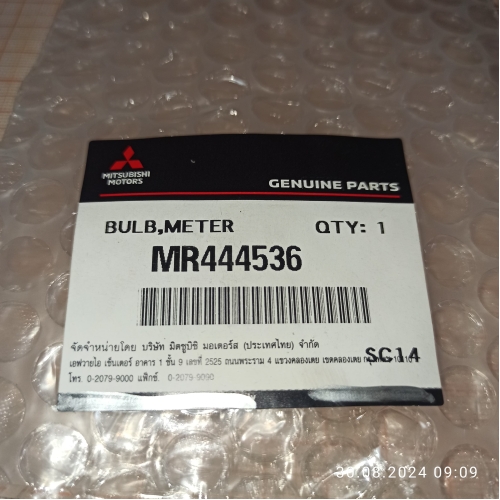 MITSUBISHI
MOTORS
GENUINE PARTS
BULB,METER QTY: 1
MR444536
จัดจำหน่ายโดย บริษัท มิตซูบิชิ มอเตอร์ส (ประเทศไทย) จำกัด
เอฟวายไอ เซ็นเตอร์ อาคาร 1 ชั้น 9 เลขที่ 2525 ถนนพระราม 4 แขวงคลองเตย เขตคลองเตย
SG14
โทร 0-2079-9000 แฟ็กซ์. 0-2079-9090
08.2024 09:09